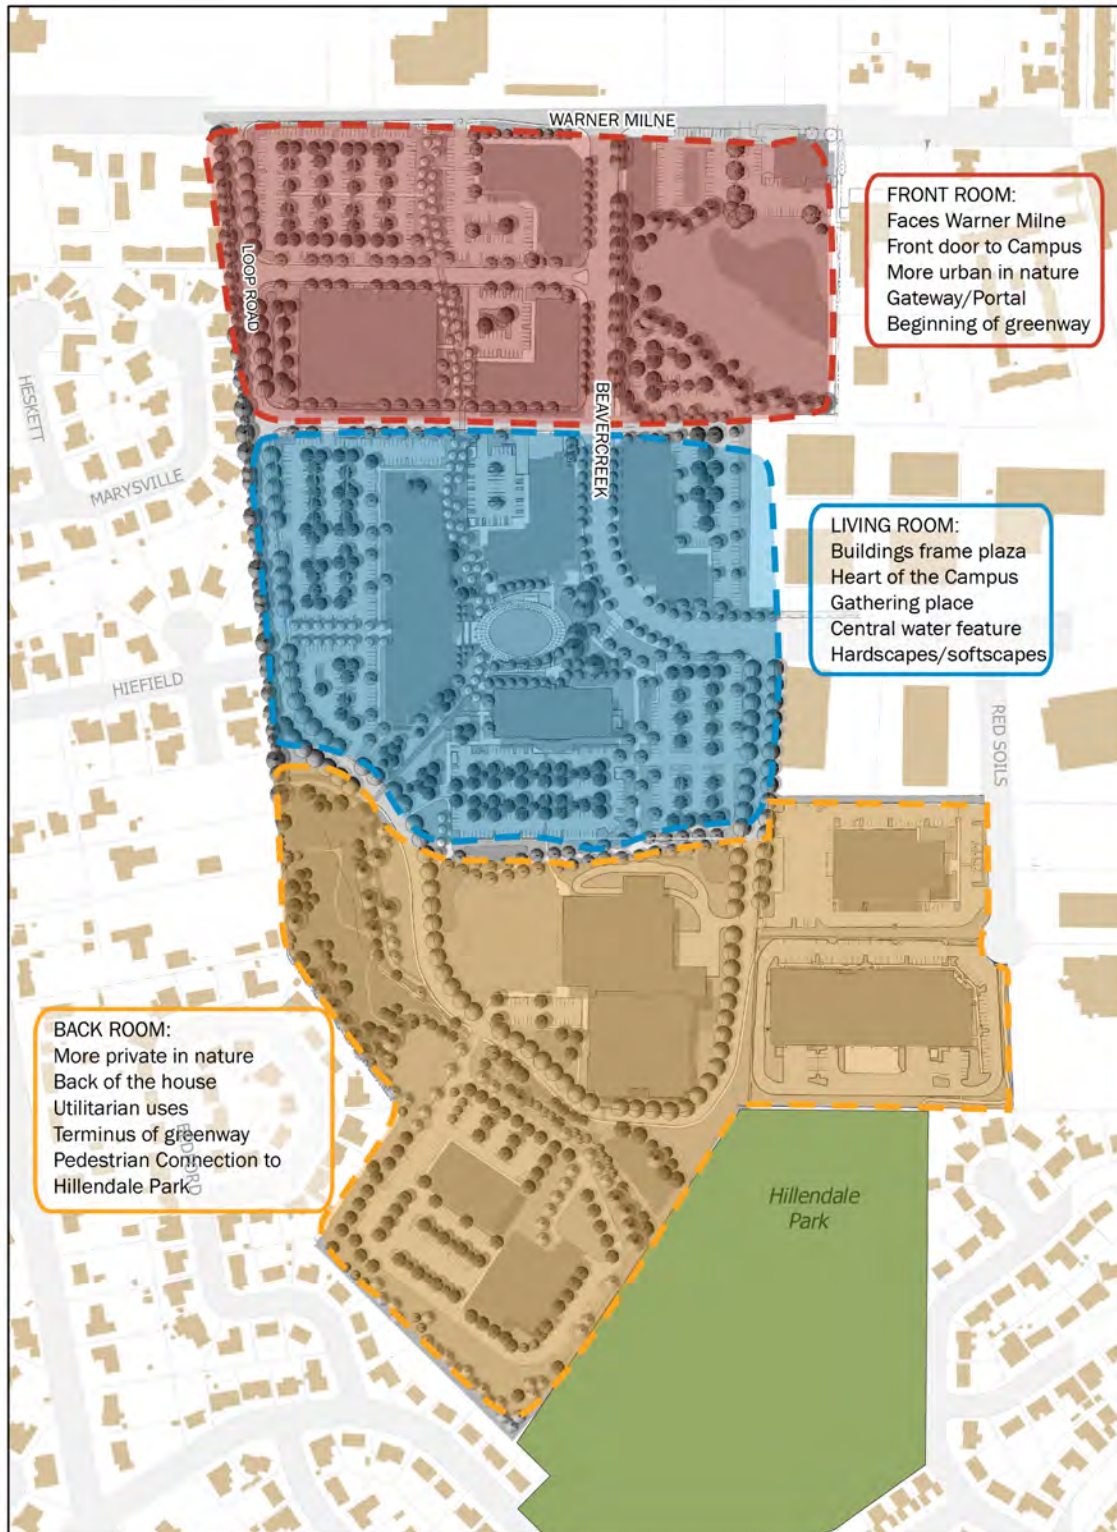 WARNER MILNE
FRONT ROOM:
Faces Warner Milne
Front door to Campus
More urban in nature
Gateway/Portal
Beginning of greenway
LOOP ROAD
BEAVERCREEK
HESKETT
MARYSVILLE
LIVING ROOM:
Buildings frame plaza
Heart of the Campus
Gathering place
Central water feature
Hardscapes/softscapes
HIEFIELD
RED SOILS
BACK ROOM:
More private in nature
Back of the house
Utilitarian uses
Terminus of greenway
Pedestrian Connection to
Hillendale Park
Hillendale
Park